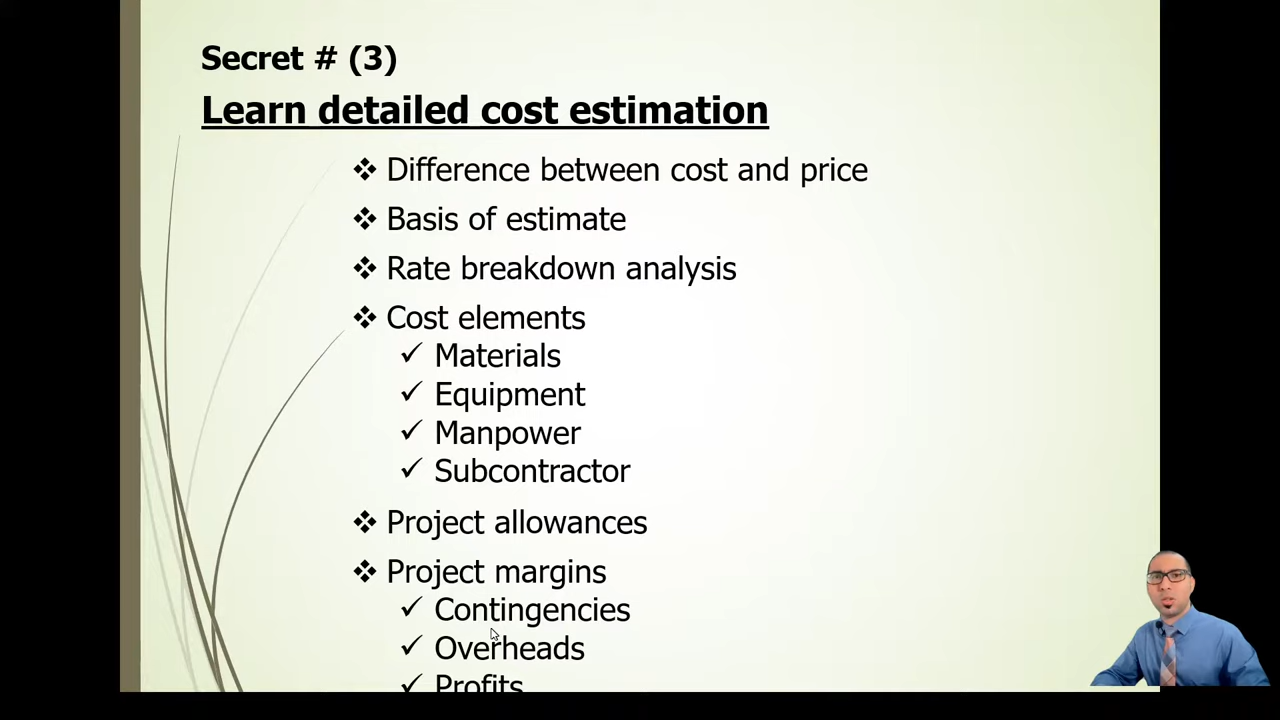 Secret # (3)
Learn detailed cost estimation
❖ Difference between cost and price
❖ Basis of estimate
❖ Rate breakdown analysis
❖ Cost elements
✓ Materials
✓ Equipment
✓ Manpower
✓ Subcontractor
❖ Project allowances
❖ Project margins
✓ Contingencies
✓ Overheads
✓ Profits